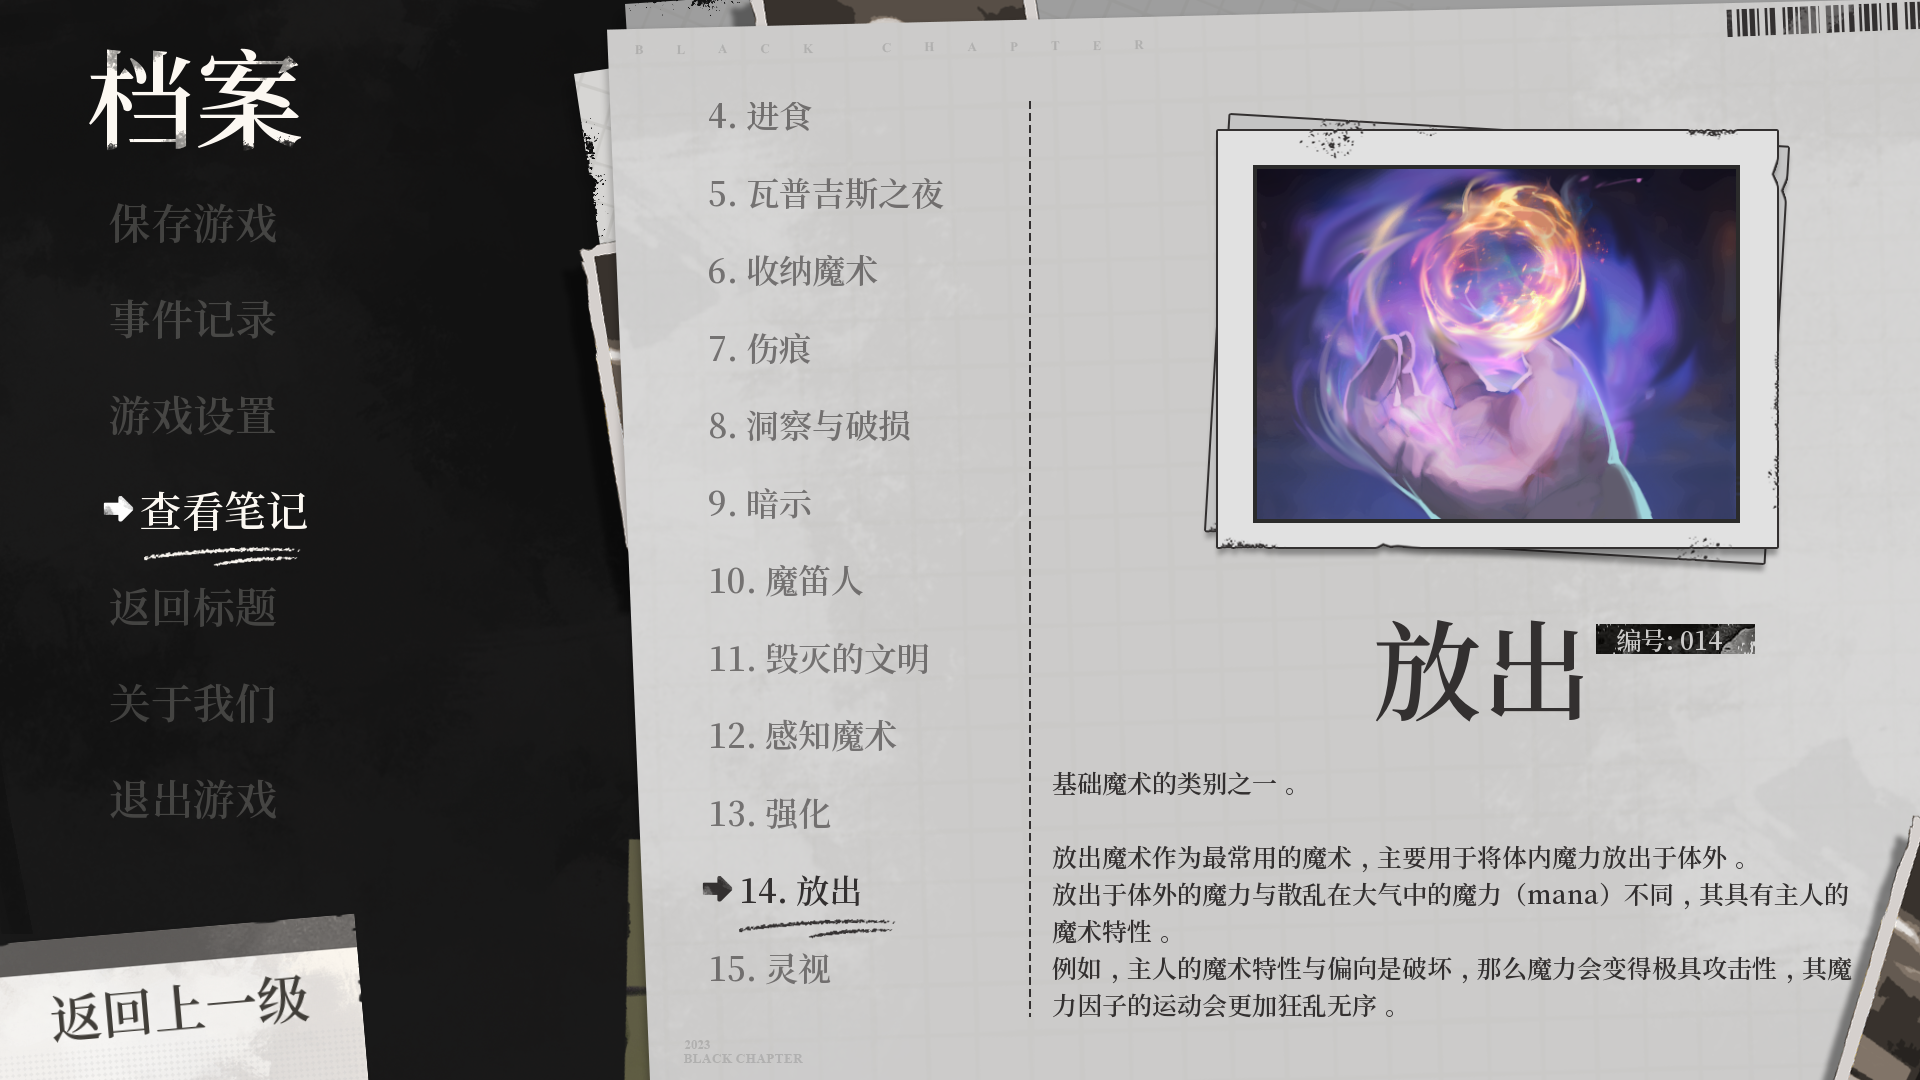 档案
保存游戏
事件记录
游戏设置
查看笔记
返回标题
关于我们
退出游戏
返回上一级
BLACK CHAPTER
4. 进食
5. 瓦普吉斯之夜
6. 收纳魔术
7. 伤痕
8. 洞察与破损
9. 暗示
10. 魔笛人
11. 毁灭的文明
12. 感知魔术
13. 强化
14. 放出
15. 灵视
2023
BLACK CHAPTER
放出
编号: 014
基础魔术的类别之一。
放出魔术作为最常用的魔术，主要用于将体内魔力放出于体外。
放出于体外的魔力与散乱在大气中的魔力（mana）不同，其具有主人的
魔术特性。
例如，主人的魔术特性与偏向是破坏，那么魔力会变得极具攻击性，其魔
力因子的运动会更加狂乱无序。